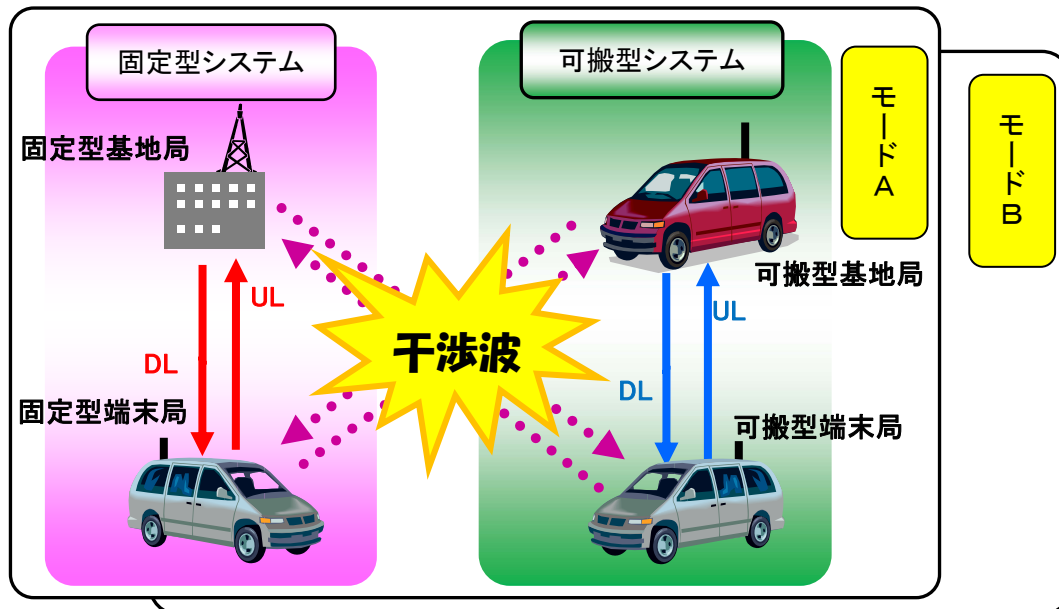 固定型システム
可搬型システム
モードA
モードB
固定型基地局
可搬型基地局
UL
DL
干渉波
UL
DL
固定型端末局
可搬型端末局